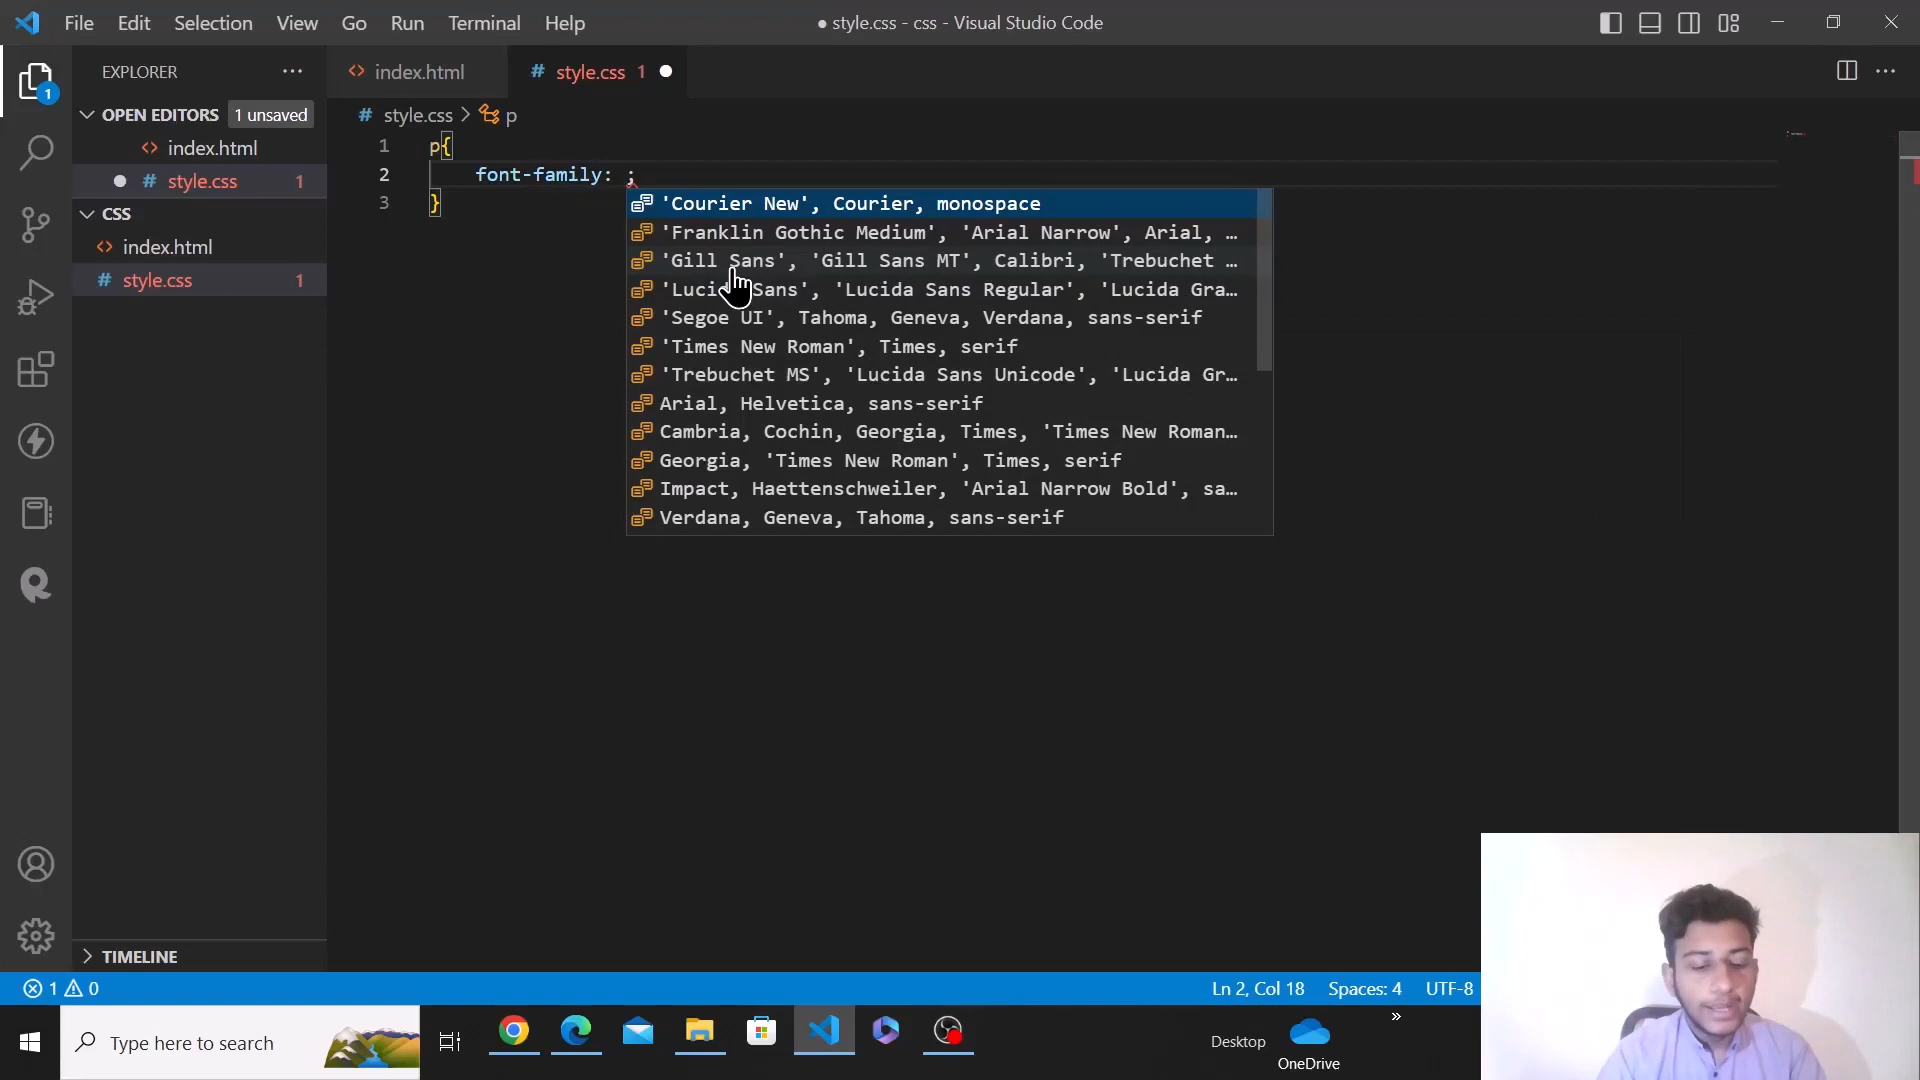 File Edit Selection View Go Run Terminal Help
● style.css - css - Visual Studio Code
EXPLORER
OPEN EDITORS 1 unsaved
<> index.html
● # style.css 1
CSS
<> index.html
# style.css 1
TIMELINE
1
<> index.html
# style.css 1 ●
# style.css > p
1 p{
2 font-family: ;
3 }
'Courier New', Courier, monospace
'Franklin Gothic Medium', 'Arial Narrow', Arial, …
'Gill Sans', 'Gill Sans MT', Calibri, 'Trebuchet …
Sans', 'Lucida Sans Regular', 'Lucida Gra…
'Segoe UI', Tahoma, Geneva, Verdana, sans-serif
'Times New Roman', Times, serif
'Trebuchet MS', 'Lucida Sans Unicode', 'Lucida Gr…
Arial, Helvetica, sans-serif
Cambria, Cochin, Georgia, Times, 'Times New Roman…
Georgia, 'Times New Roman', Times, serif
Impact, Haettenschweiler, 'Arial Narrow Bold', sa…
Verdana, Geneva, Tahoma, sans-serif
1 0
Ln 2, Col 18 Spaces: 4 UTF-8
Type here to search
Desktop
OneDrive
»